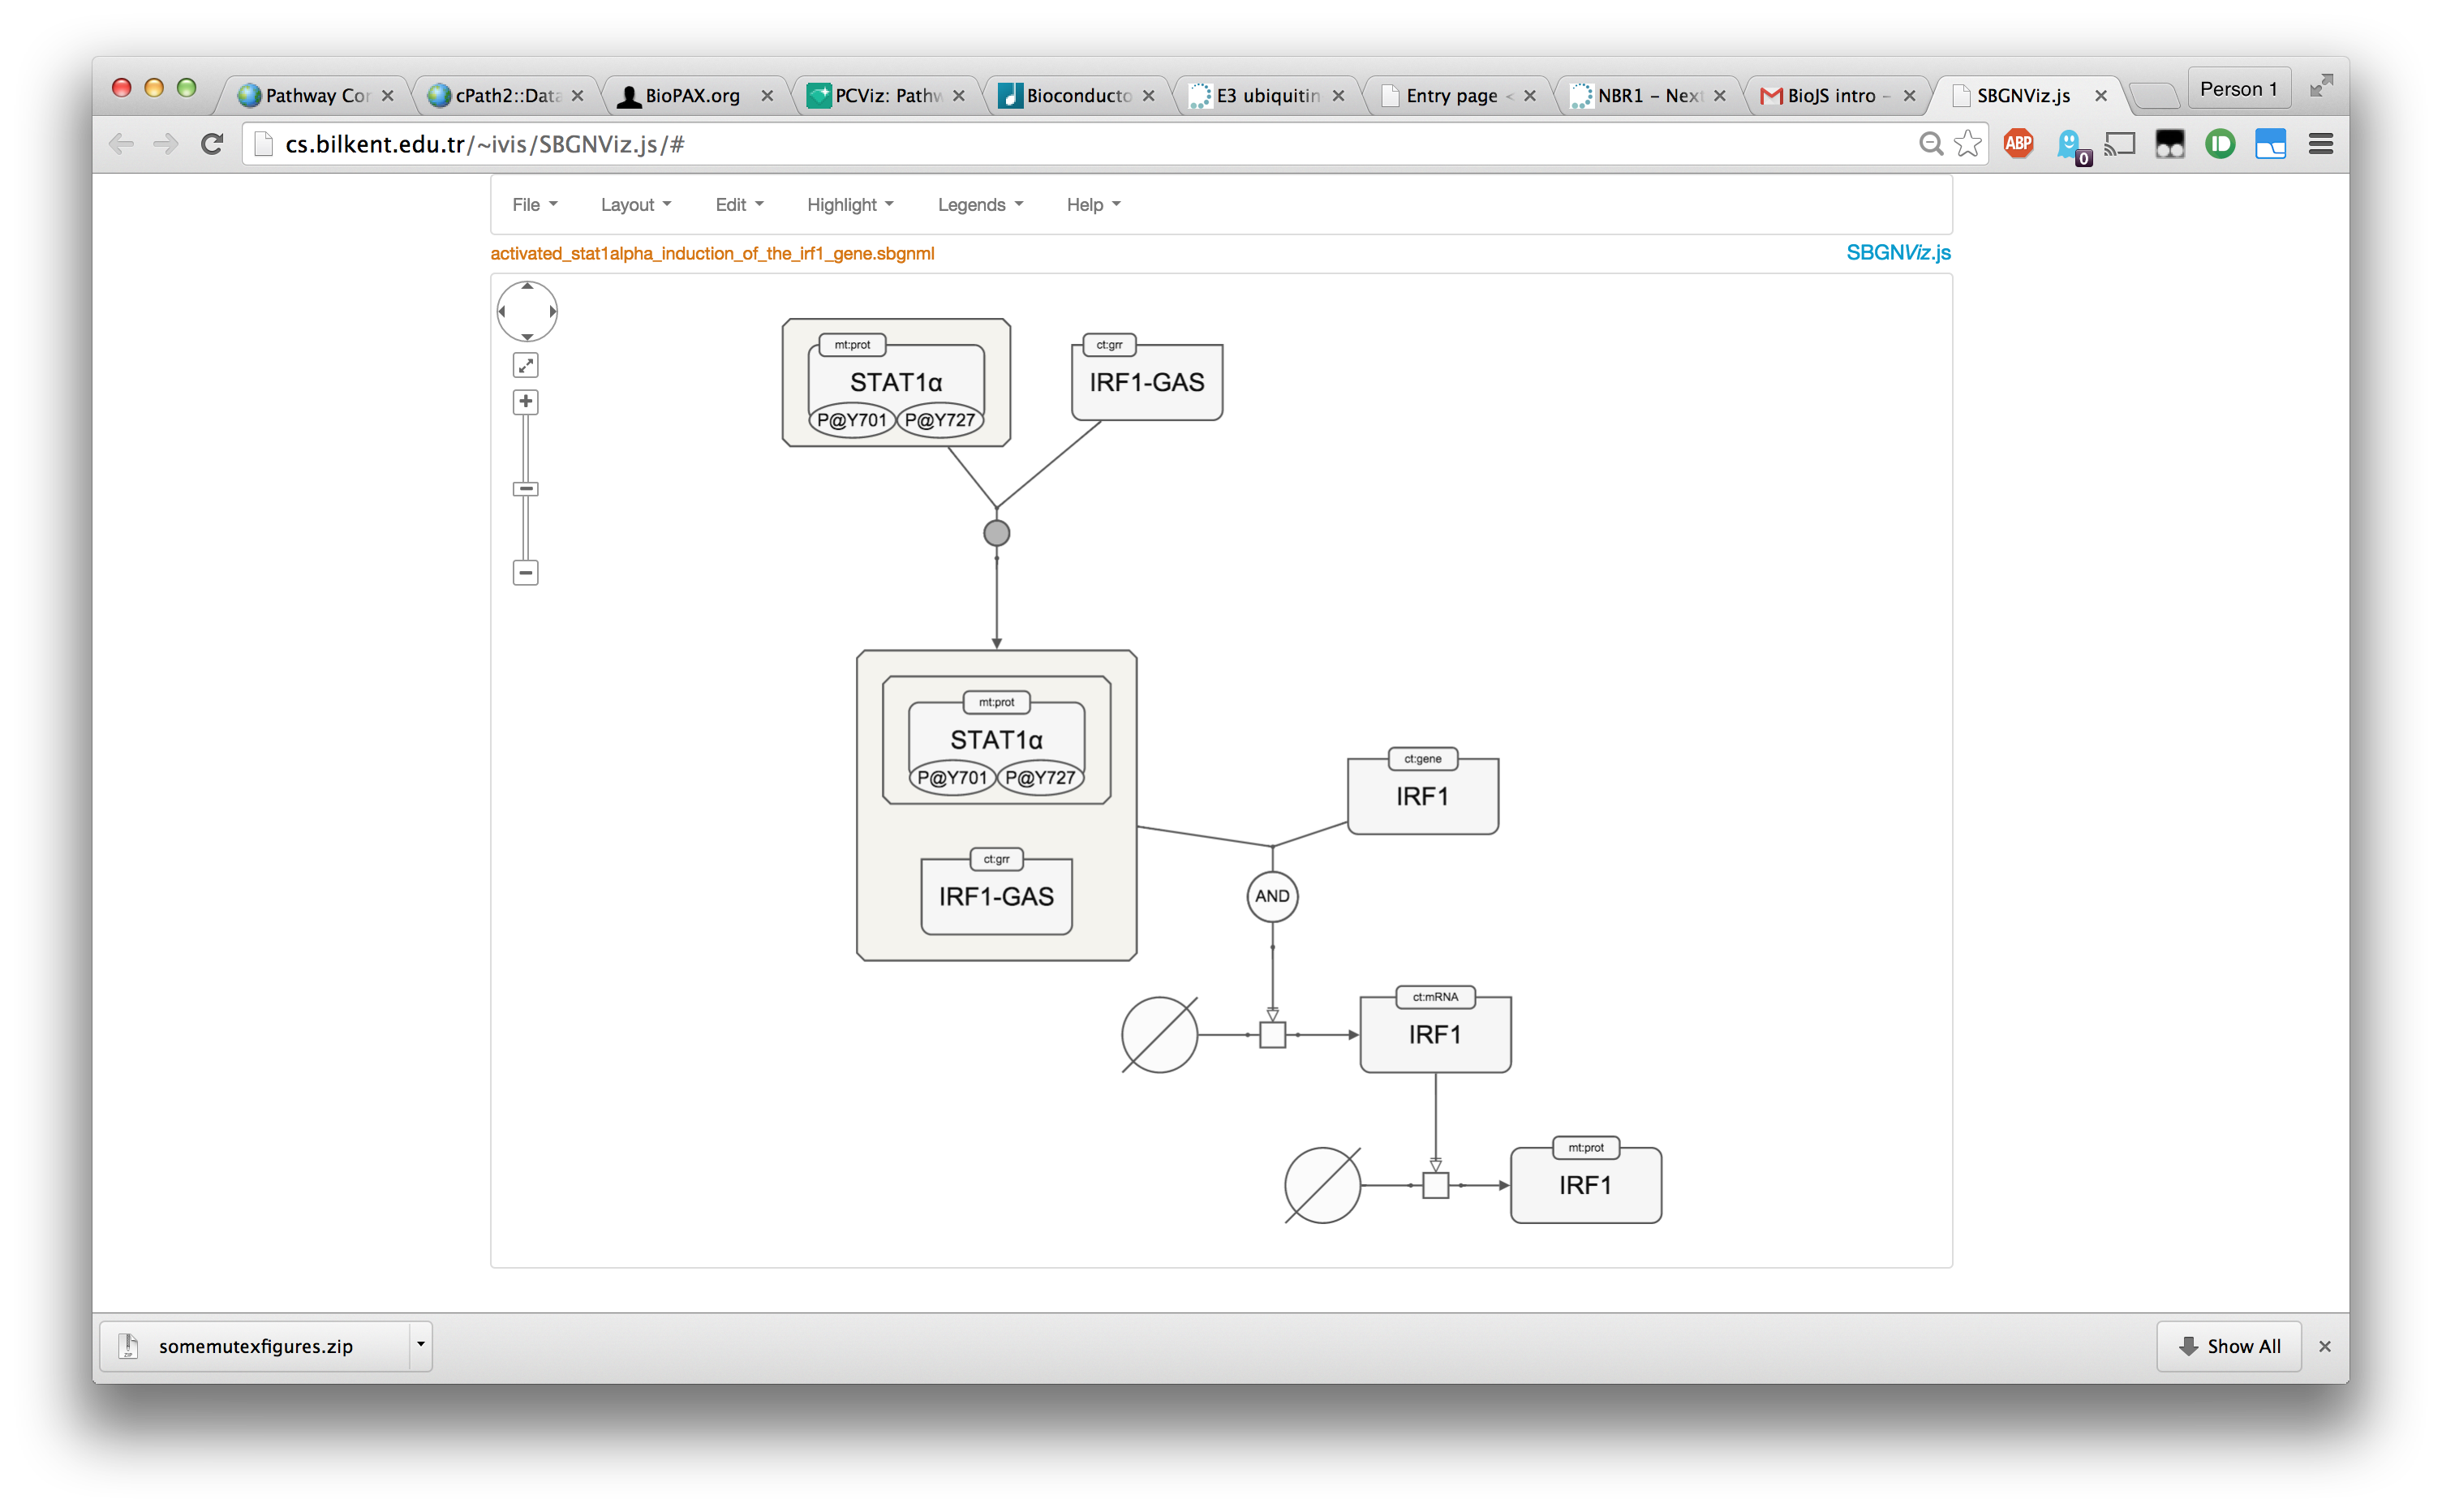 Pathway Cor
cPath2::Data
BioPAX.org
PCViz: Pathw
Bioconducto
E3 ubiquitin
Entry page <
NBR1 – Next
BioJS intro –
SBGNViz.js
Person 1
cs.bilkent.edu.tr/~ivis/SBGNViz.js/#
ABP
0
File
Layout
Edit
Highlight
Legends
Help
activated_stat1alpha_induction_of_the_irf1_gene.sbgnml
SBGNViz.js
mt:prot
STAT1α
P@Y701
P@Y727
ct:grr
IRF1-GAS
mt:prot
STAT1α
P@Y701
P@Y727
ct:grr
IRF1-GAS
ct:gene
IRF1
AND
ct:mRNA
IRF1
mt:prot
IRF1
ZIP
somemutexfigures.zip
Show All